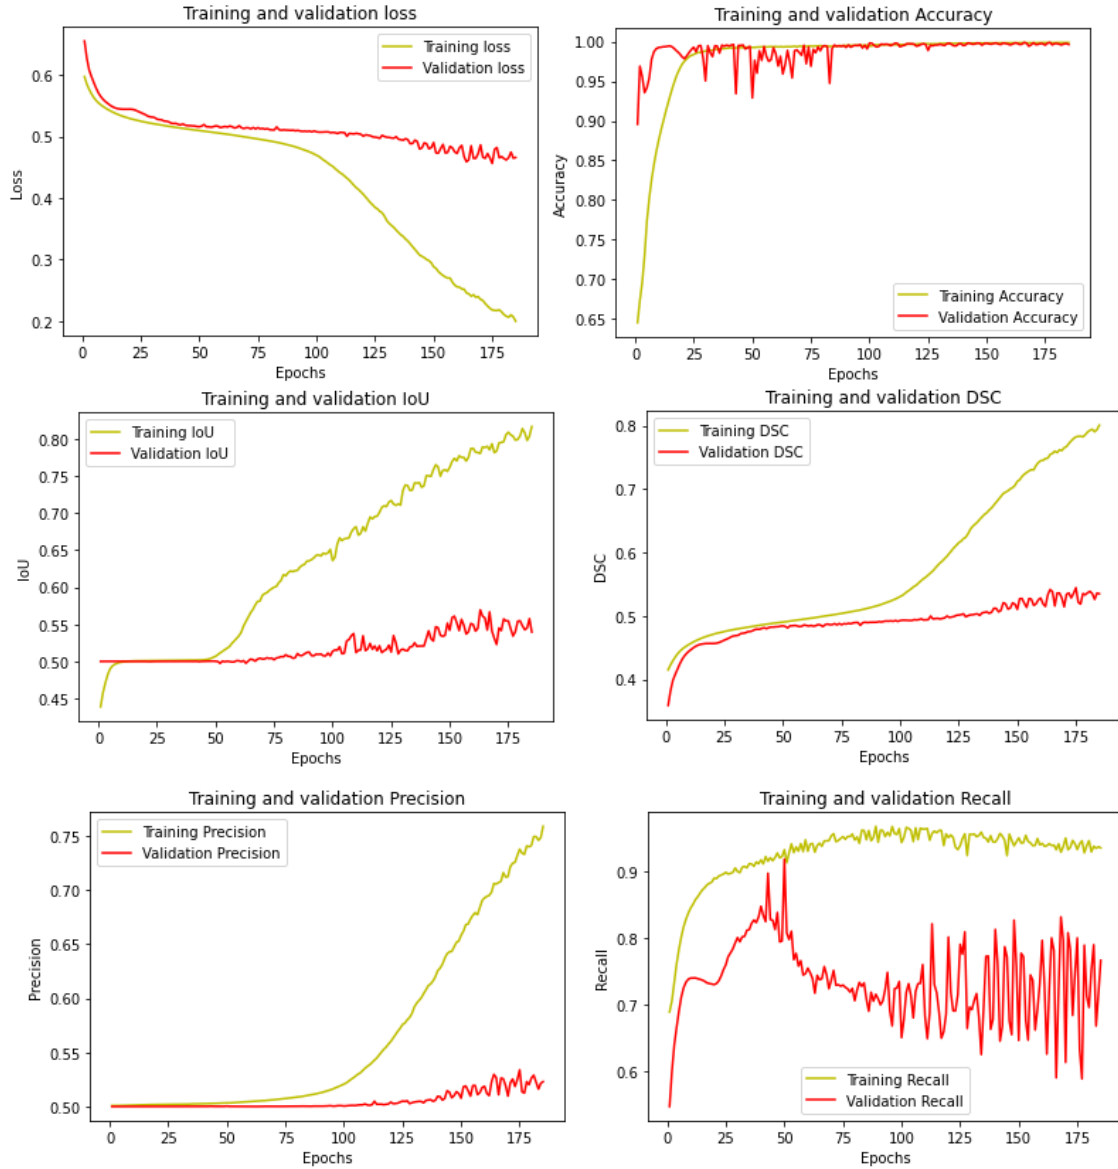 Training and validation loss
Training loss
Validation loss
0.6
0.5
0.4
0.3
0.2
Loss
0 25 50 75 100 125 150 175
Epochs
Training and validation Accuracy
1.00
0.95
0.90
0.85
0.80
0.75
0.70
0.65
Accuracy
Training Accuracy
Validation Accuracy
0 25 50 75 100 125 150 175
Epochs
Training and validation IoU
Training IoU
Validation IoU
0.80
0.75
0.70
0.65
0.60
0.55
0.50
0.45
IoU
0 25 50 75 100 125 150 175
Epochs
Training and validation DSC
Training DSC
Validation DSC
0.8
0.7
0.6
0.5
0.4
DSC
0 25 50 75 100 125 150 175
Epochs
Training and validation Precision
Training Precision
Validation Precision
0.75
0.70
0.65
0.60
0.55
0.50
Precision
0 25 50 75 100 125 150 175
Epochs
Training and validation Recall
0.9
0.8
0.7
0.6
Recall
Training Recall
Validation Recall
0 25 50 75 100 125 150 175
Epochs